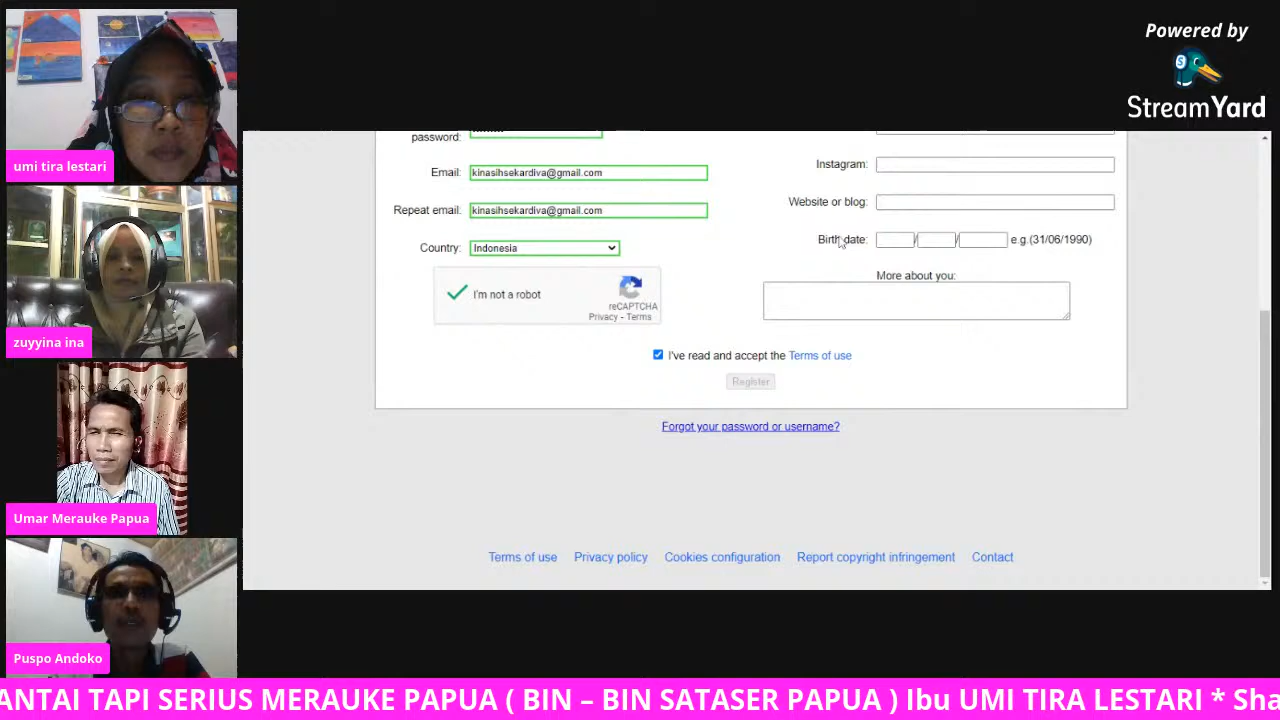 Powered by
StreamYard
umi tira lestari
zuyyina ina
Umar Merauke Papua
Puspo Andoko
password:
Email: kinasihsekardiva@gmail.com
Repeat email: kinasihsekardiva@gmail.com
Country: Indonesia
I'm not a robot
reCAPTCHA
Privacy - Terms
Instagram:
Website or blog:
Birth date: / / e.g.(31/06/1990)
More about you:
I've read and accept the Terms of use
Register
Forgot your password or username?
Terms of use Privacy policy Cookies configuration Report copyright infringement Contact
ANTAI TAPI SERIUS MERAUKE PAPUA ( BIN – BIN SATASER PAPUA ) Ibu UMI TIRA LESTARI * Sha